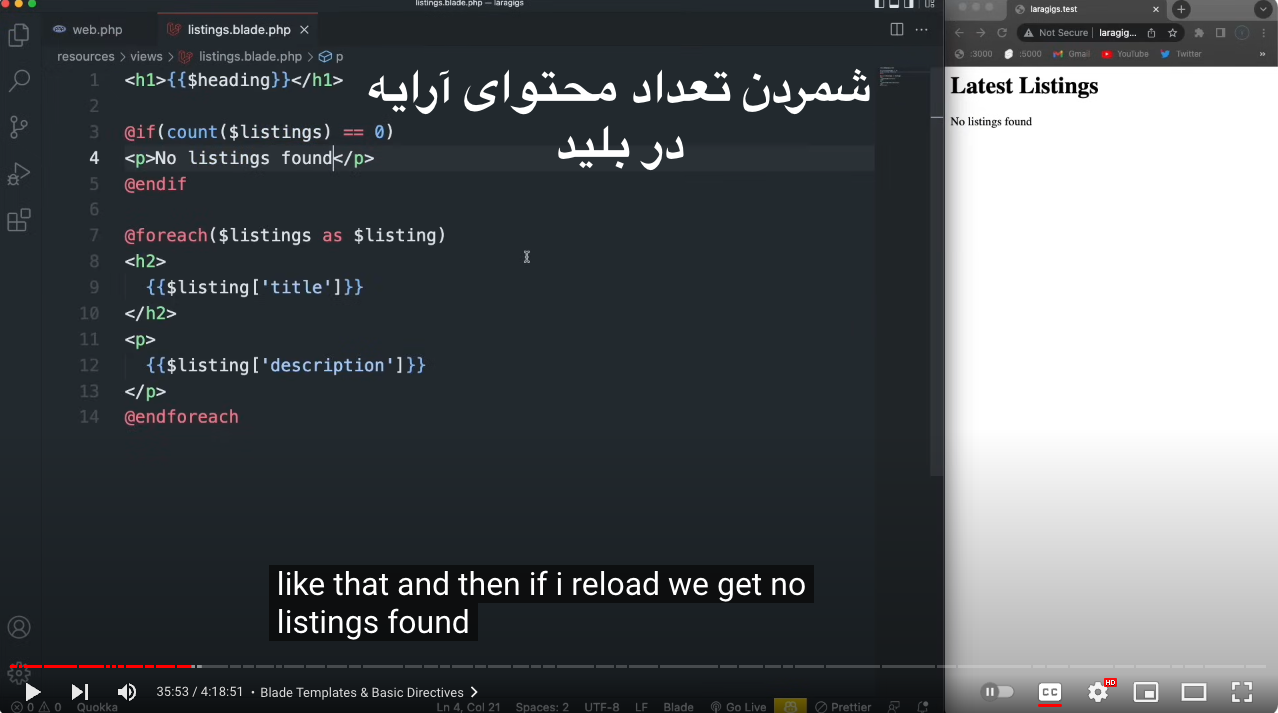 listings.blade.php — laragigs
web.php
listings.blade.php
resources > views > listings.blade.php > p
1 <h1>{{$heading}}</h1>
2
3 @if(count($listings) == 0)
4 <p>No listings found</p>
5 @endif
6
7 @foreach($listings as $listing)
8 <h2>
9 {{$listing['title']}}
10 </h2>
11 <p>
12 {{$listing['description']}}
13 </p>
14 @endforeach
شمردن تعداد محتوای آرایه
در بلید
laragigs.test
Not Secure | laragig...
:3000 :5000 Gmail YouTube Twitter »
Latest Listings
No listings found
like that and then if i reload we get no
listings found
35:53 / 4:18:51 • Blade Templates & Basic Directives >
CC HD
0 0 Quokka Ln 4, Col 21 Spaces: 2 UTF-8 LF Blade Go Live Prettier